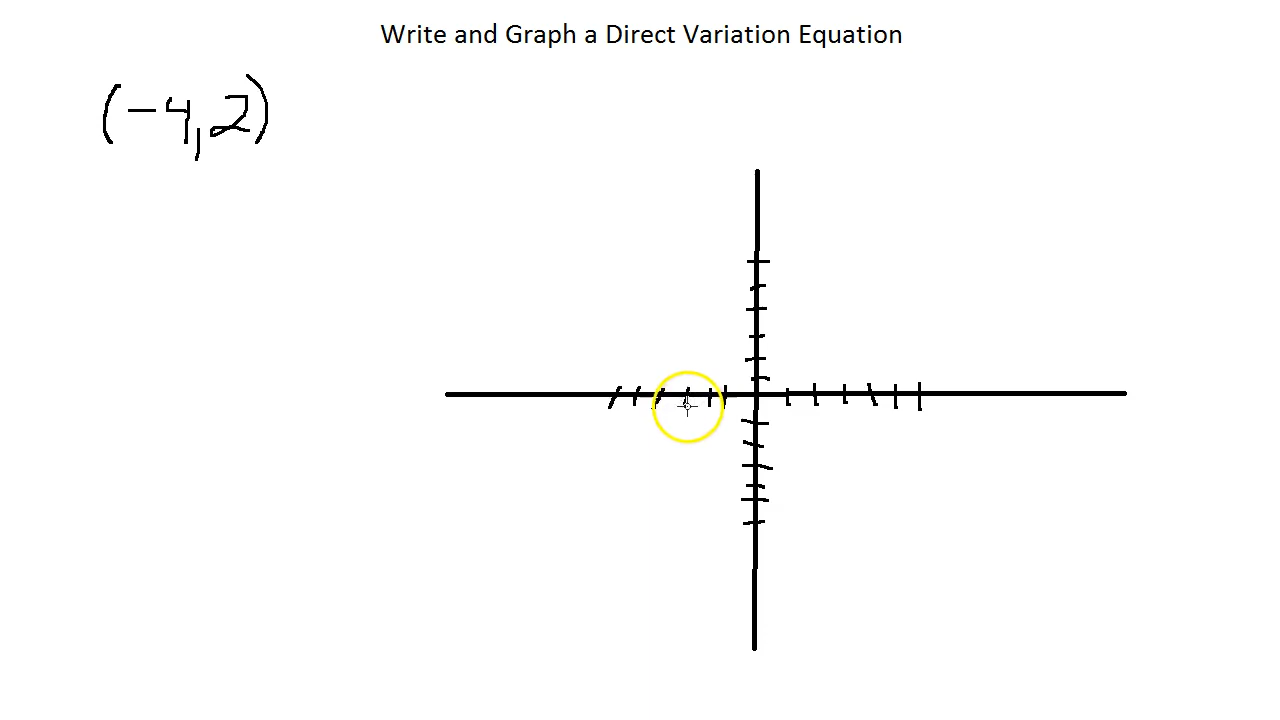 Write and Graph a Direct Variation Equation
(-4,2)